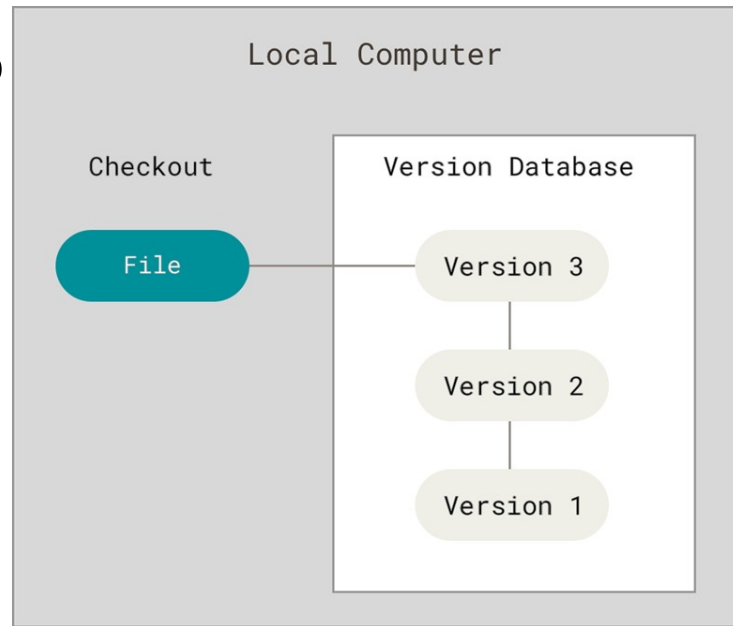 )
Local Computer
Checkout
Version Database
File
Version 3
Version 2
Version 1